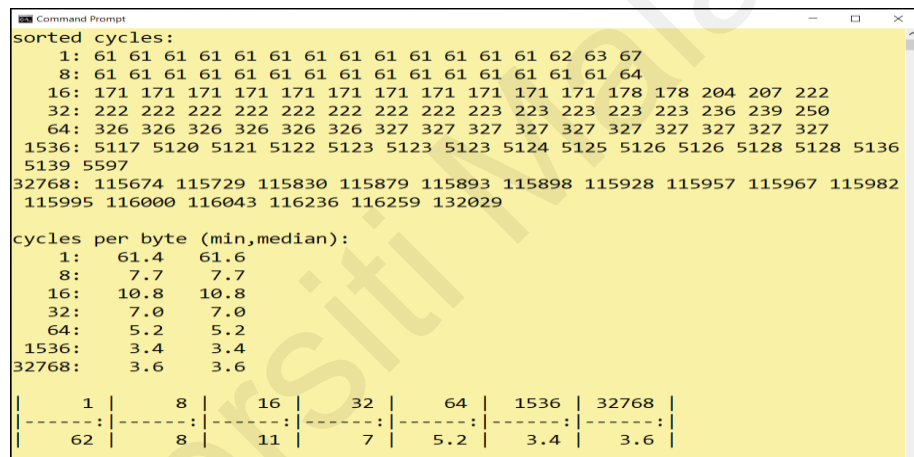 Command Prompt
sorted cycles:
1: 61 61 61 61 61 61 61 61 61 61 61 61 61 62 63 67
8: 61 61 61 61 61 61 61 61 61 61 61 61 61 61 61 64
16: 171 171 171 171 171 171 171 171 171 171 171 178 178 204 207 222
32: 222 222 222 222 222 222 222 222 223 223 223 223 223 236 239 250
64: 326 326 326 326 326 326 327 327 327 327 327 327 327 327 327 327
1536: 5117 5120 5121 5122 5123 5123 5123 5124 5125 5126 5126 5128 5128 5136
5139 5597
32768: 115674 115729 115830 115879 115893 115898 115928 115957 115967 115982
115995 116000 116043 116236 116259 132029
cycles per byte (min,median):
1: 61.4 61.6
8: 7.7 7.7
16: 10.8 10.8
32: 7.0 7.0
64: 5.2 5.2
1536: 3.4 3.4
32768: 3.6 3.6
| 1 | 8 | 16 | 32 | 64 | 1536 | 32768 |
|------:|------:|------:|------:|------:|------:|------:|
| 62 | 8 | 11 | 7 | 5.2 | 3.4 | 3.6 |